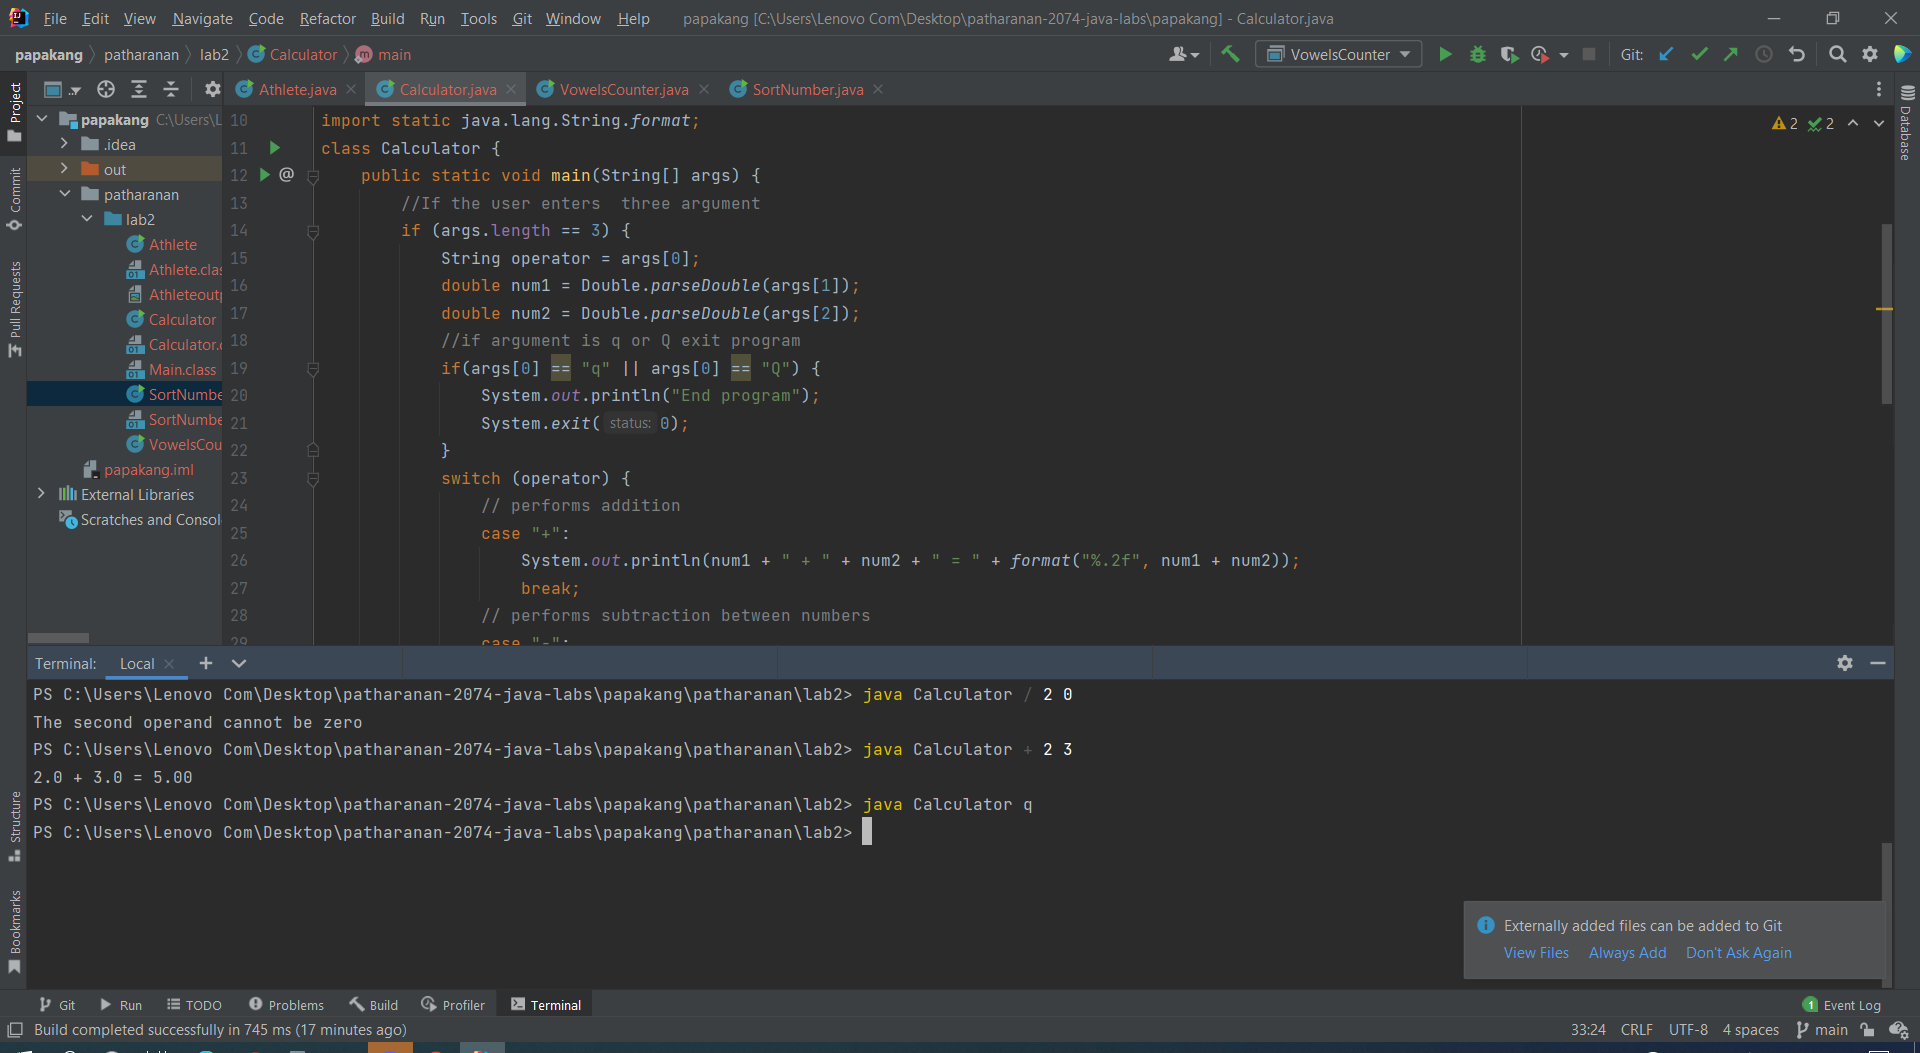 File Edit View Navigate Code Refactor Build Run Tools Git Window Help papakang [C:\Users\Lenovo Com\Desktop\patharanan-2074-java-labs\papakang] - Calculator.java
papakang patharanan lab2 Calculator main VowelsCounter Git:
Athlete.java Calculator.java VowelsCounter.java SortNumber.java
Project
Commit
Pull Requests
Structure
Bookmarks
Database
papakang C:\Users\L
.idea
out
patharanan
lab2
Athlete
Athlete.clas
Athleteoutp
Calculator
Calculator.c
Main.class
SortNumbe
SortNumbe
VowelsCou
papakang.iml
External Libraries
Scratches and Consol
2 2
10 import static java.lang.String.format;
11 class Calculator {
12 @ public static void main(String[] args) {
13 //If the user enters  three argument
14 if (args.length == 3) {
15 String operator = args[0];
16 double num1 = Double.parseDouble(args[1]);
17 double num2 = Double.parseDouble(args[2]);
18 //if argument is q or Q exit program
19 if(args[0] == "q" || args[0] == "Q") {
20 System.out.println("End program");
21 System.exit( status: 0);
22 }
23 switch (operator) {
24 // performs addition
25 case "+":
26 System.out.println(num1 + " + " + num2 + " = " + format("%.2f", num1 + num2));
27 break;
28 // performs subtraction between numbers
29 case "-":
Terminal: Local
PS C:\Users\Lenovo Com\Desktop\patharanan-2074-java-labs\papakang\patharanan\lab2> java Calculator / 2 0
The second operand cannot be zero
PS C:\Users\Lenovo Com\Desktop\patharanan-2074-java-labs\papakang\patharanan\lab2> java Calculator + 2 3
2.0 + 3.0 = 5.00
PS C:\Users\Lenovo Com\Desktop\patharanan-2074-java-labs\papakang\patharanan\lab2> java Calculator q
PS C:\Users\Lenovo Com\Desktop\patharanan-2074-java-labs\papakang\patharanan\lab2>
Externally added files can be added to Git
View Files Always Add Don't Ask Again
Git Run TODO Problems Build Profiler Terminal 1 Event Log
Build completed successfully in 745 ms (17 minutes ago) 33:24 CRLF UTF-8 4 spaces main